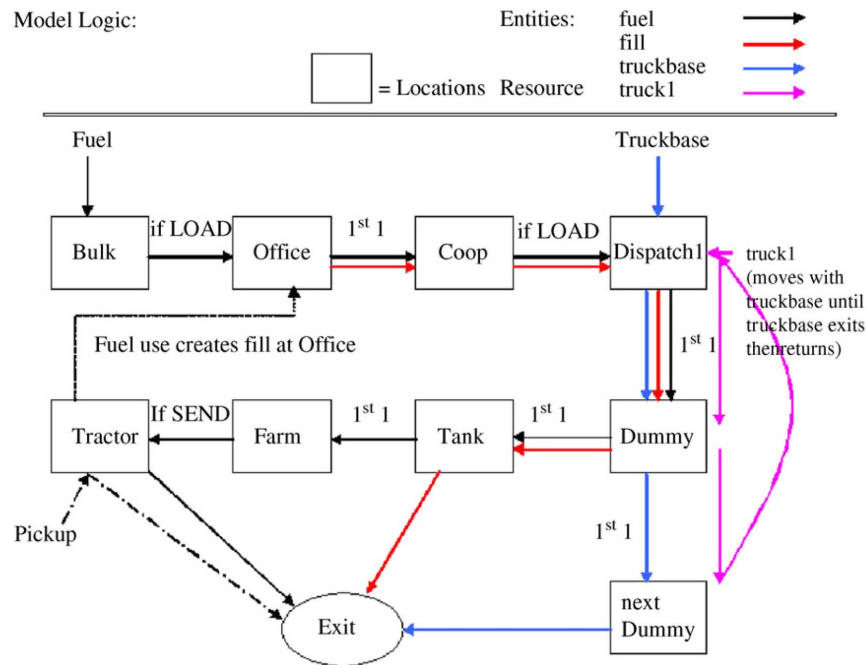 Model Logic:
Entities: fuel
fill
truckbase
= Locations Resource truck1
Fuel
Truckbase
Bulk
if LOAD
Office
1st 1
Coop
if LOAD
Dispatch1
truck1
(moves with
truckbase until
truckbase exits
thenreturns)
Fuel use creates fill at Office
1st 1
Tractor
If SEND
Farm
1st 1
Tank
1st 1
Dummy
Pickup
1st 1
Exit
next
Dummy